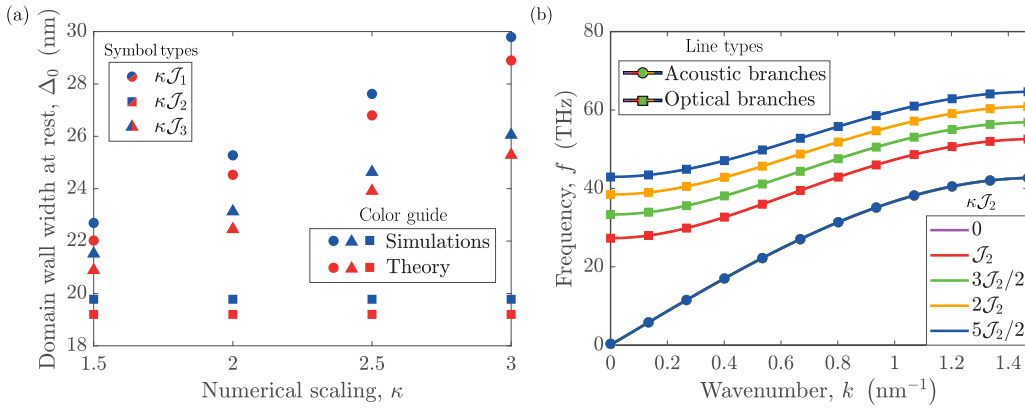 (a)
Domain wall width at rest, Δ₀ (nm)
30
28
26
24
22
20
18
1.5
2
2.5
3
Numerical scaling, κ
Symbol types
κ𝒥₁
κ𝒥₂
κ𝒥₃
Color guide
Simulations
Theory
(b)
Frequency, f (THz)
80
60
40
20
0
0
0.2
0.4
0.6
0.8
1.0
1.2
1.4
Wavenumber, k (nm⁻¹)
Line types
Acoustic branches
Optical branches
κ𝒥₂
0
𝒥₂
3𝒥₂/2
2𝒥₂
5𝒥₂/2